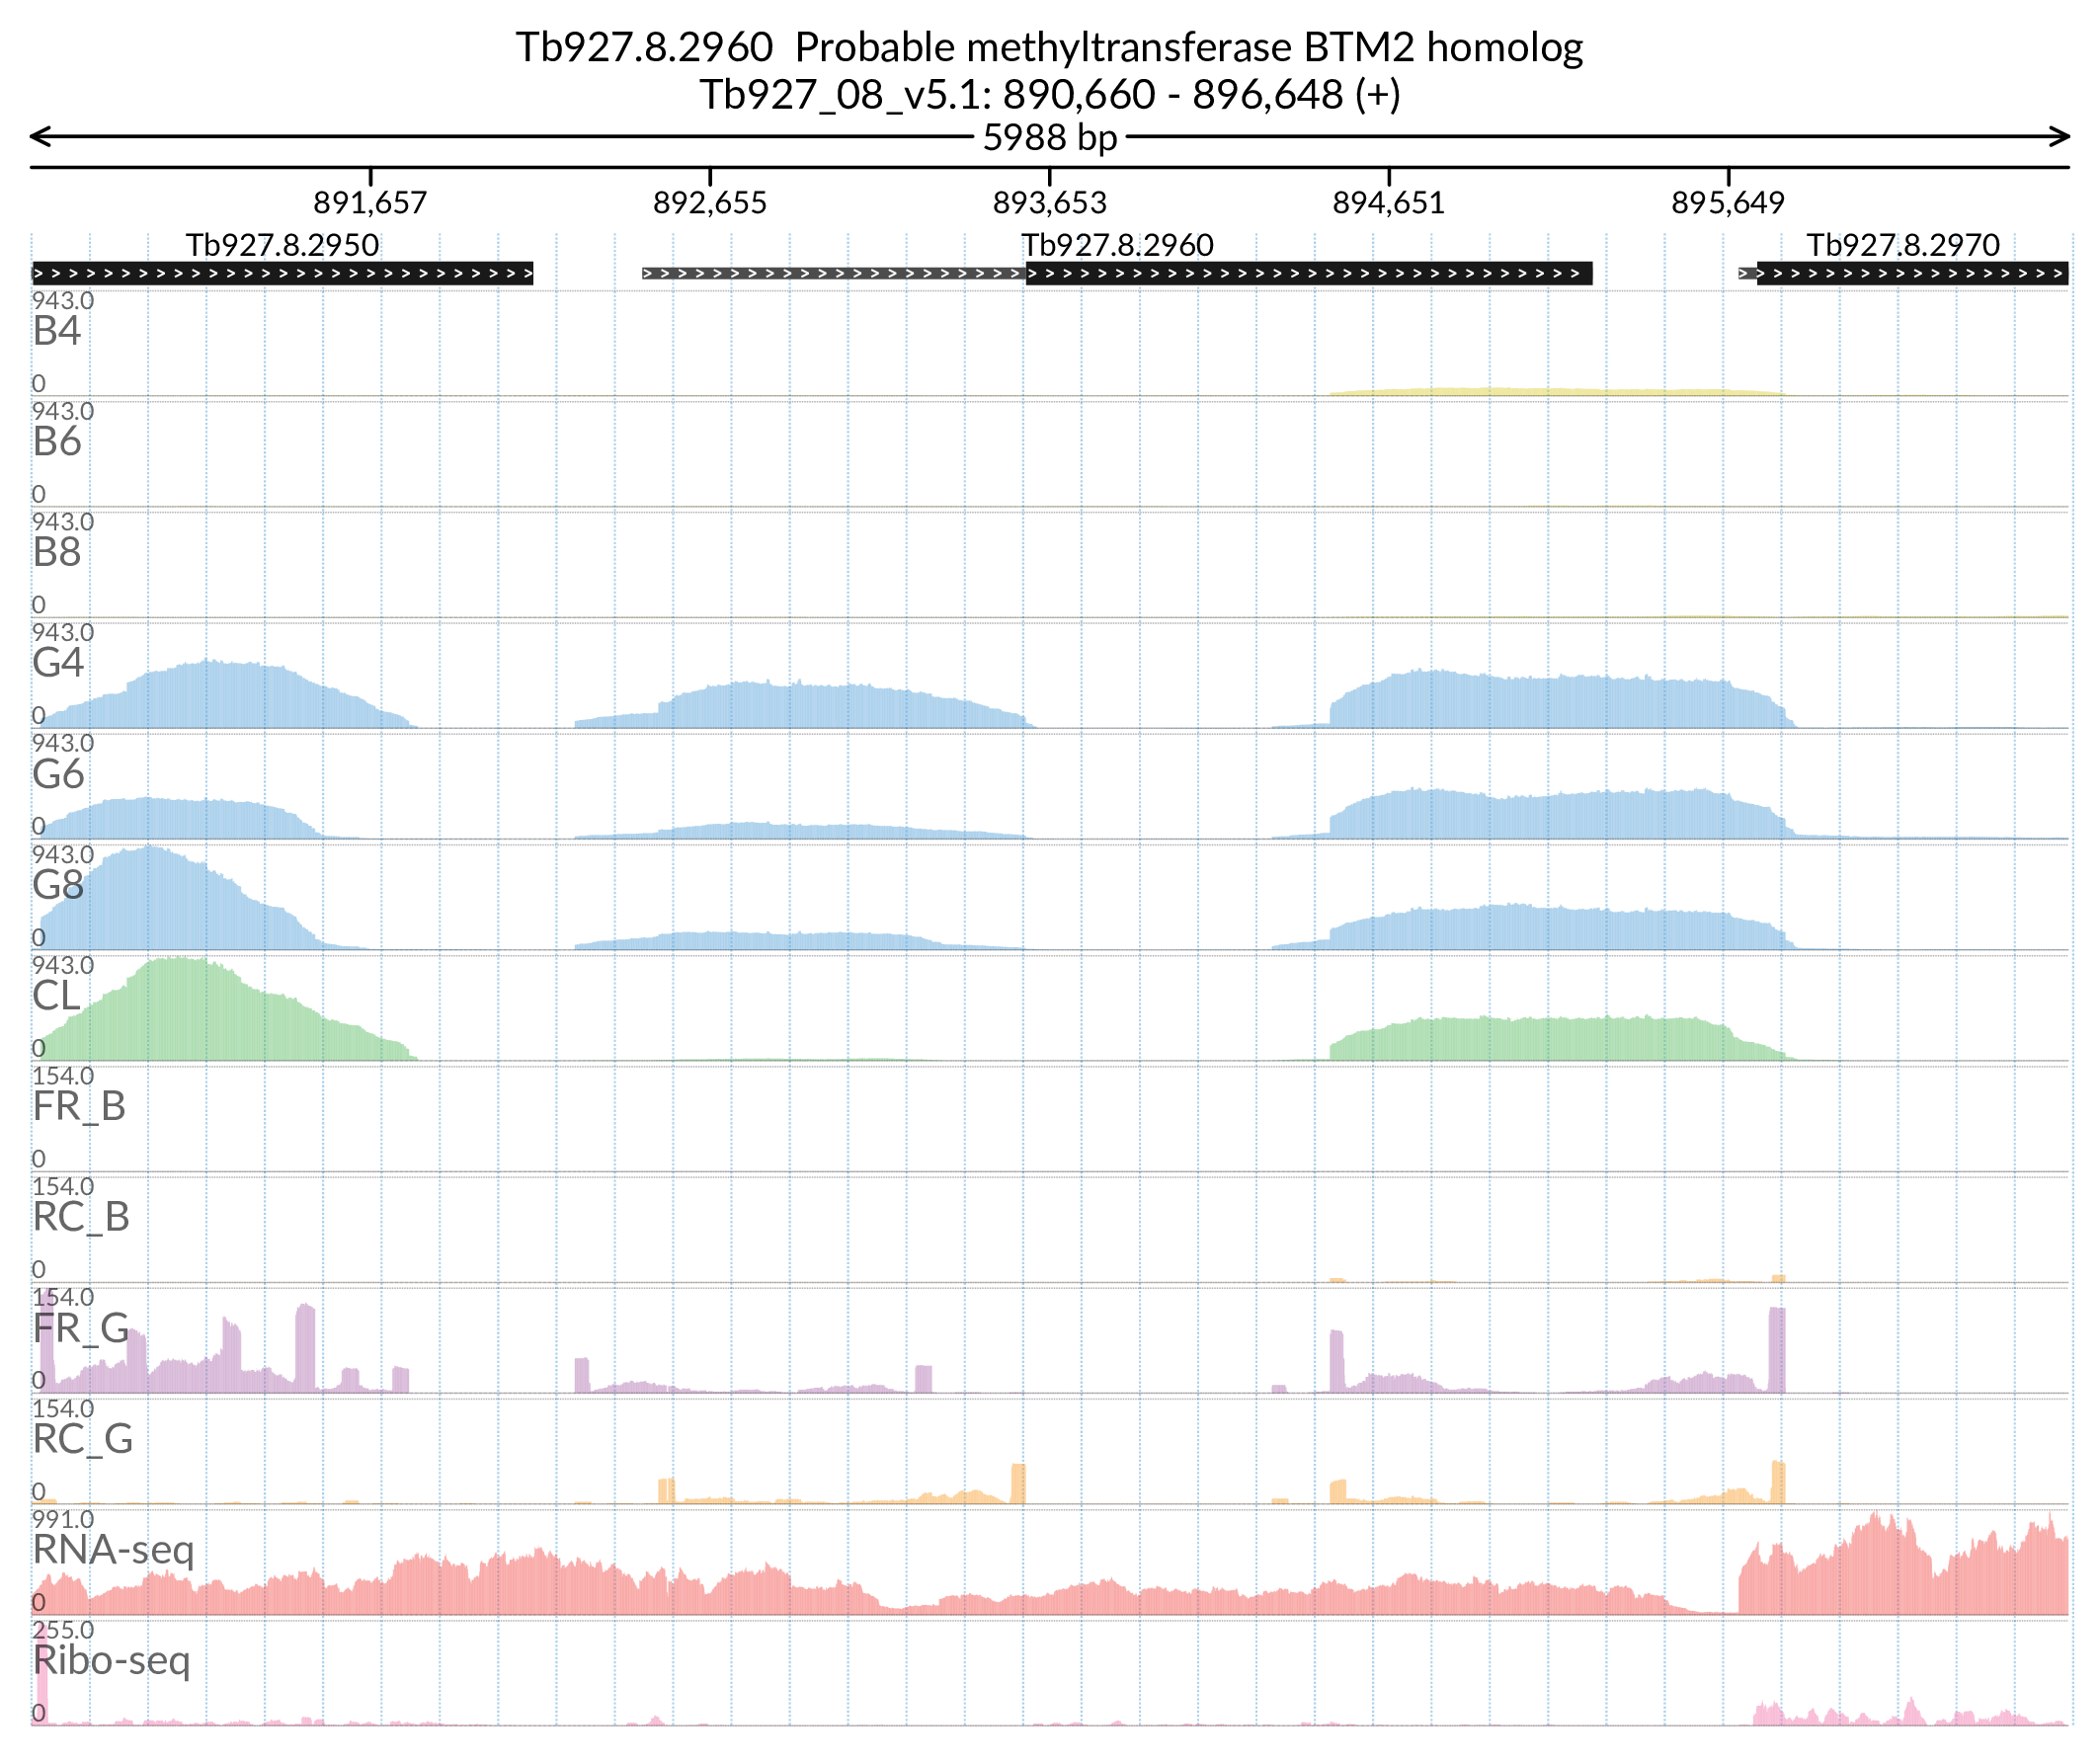 Tb927.8.2960  Probable methyltransferase BTM2 homolog
Tb927_08_v5.1: 890,660 - 896,648 (+)
5988 bp
891,657 892,655 893,653 894,651 895,649
Tb927.8.2950 Tb927.8.2960 Tb927.8.2970
943.0
B4
0
943.0
B6
0
943.0
B8
0
943.0
G4
0
943.0
G6
0
943.0
G8
0
943.0
CL
0
154.0
FR_B
0
154.0
RC_B
0
154.0
FR_G
0
154.0
RC_G
0
991.0
RNA-seq
0
255.0
Ribo-seq
0